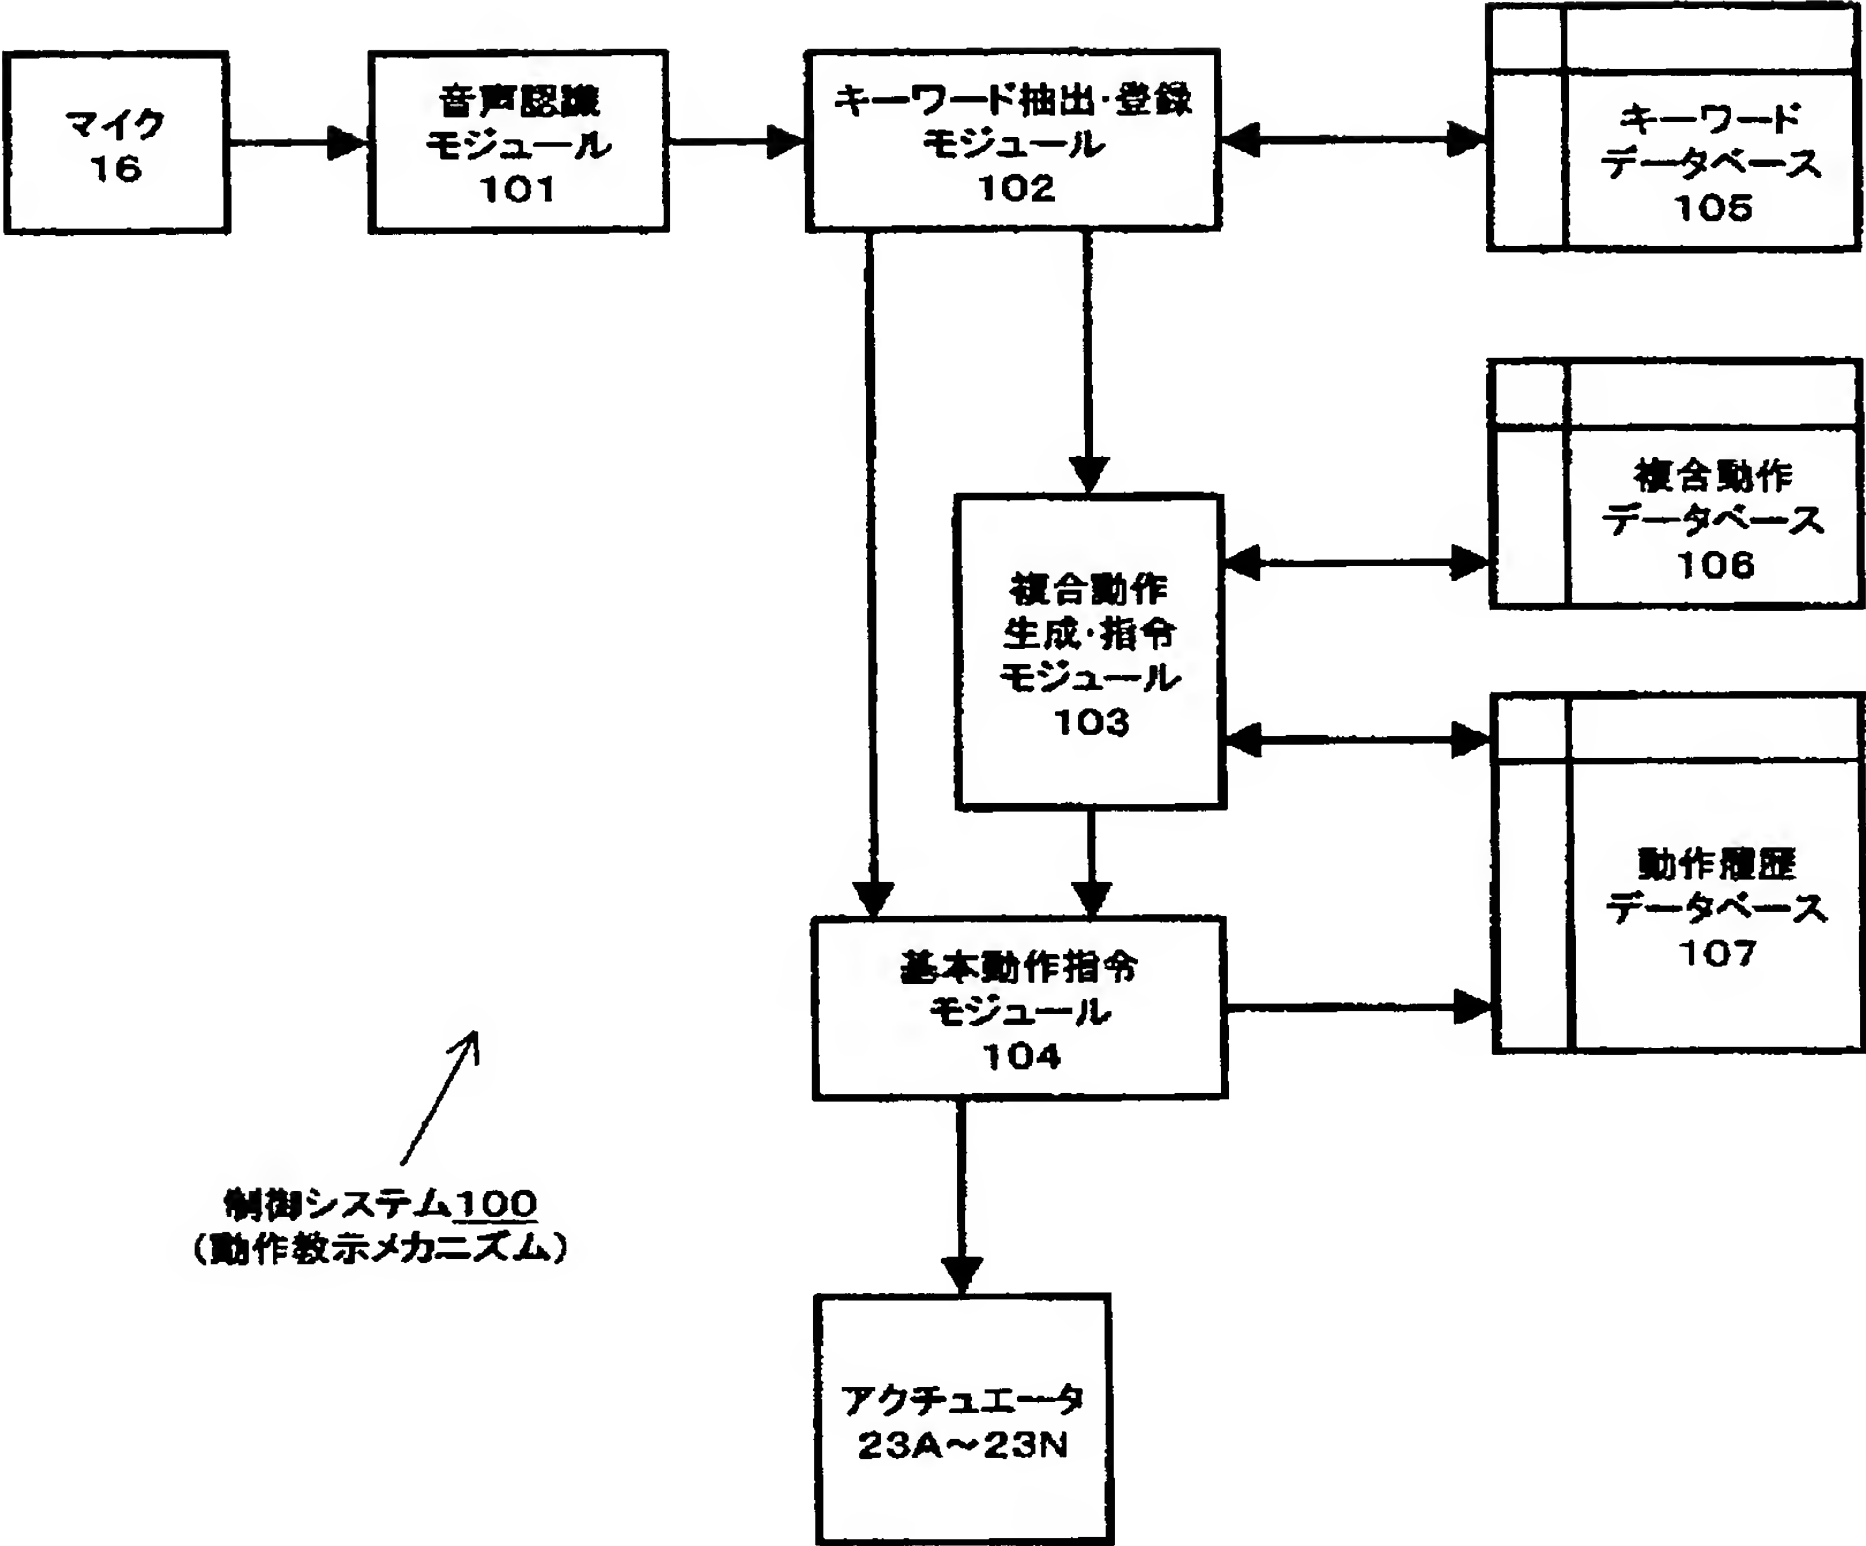 マイク
16
音声認識
モジュール
101
キーワード抽出・登録
モジュール
102
キーワード
データベース
105
複合動作
データベース
106
複合動作
生成・指令
モジュール
103
動作履歴
データベース
107
基本動作指令
モジュール
104
制御システム100
(動作教示メカニズム)
アクチュエータ
23A～23N